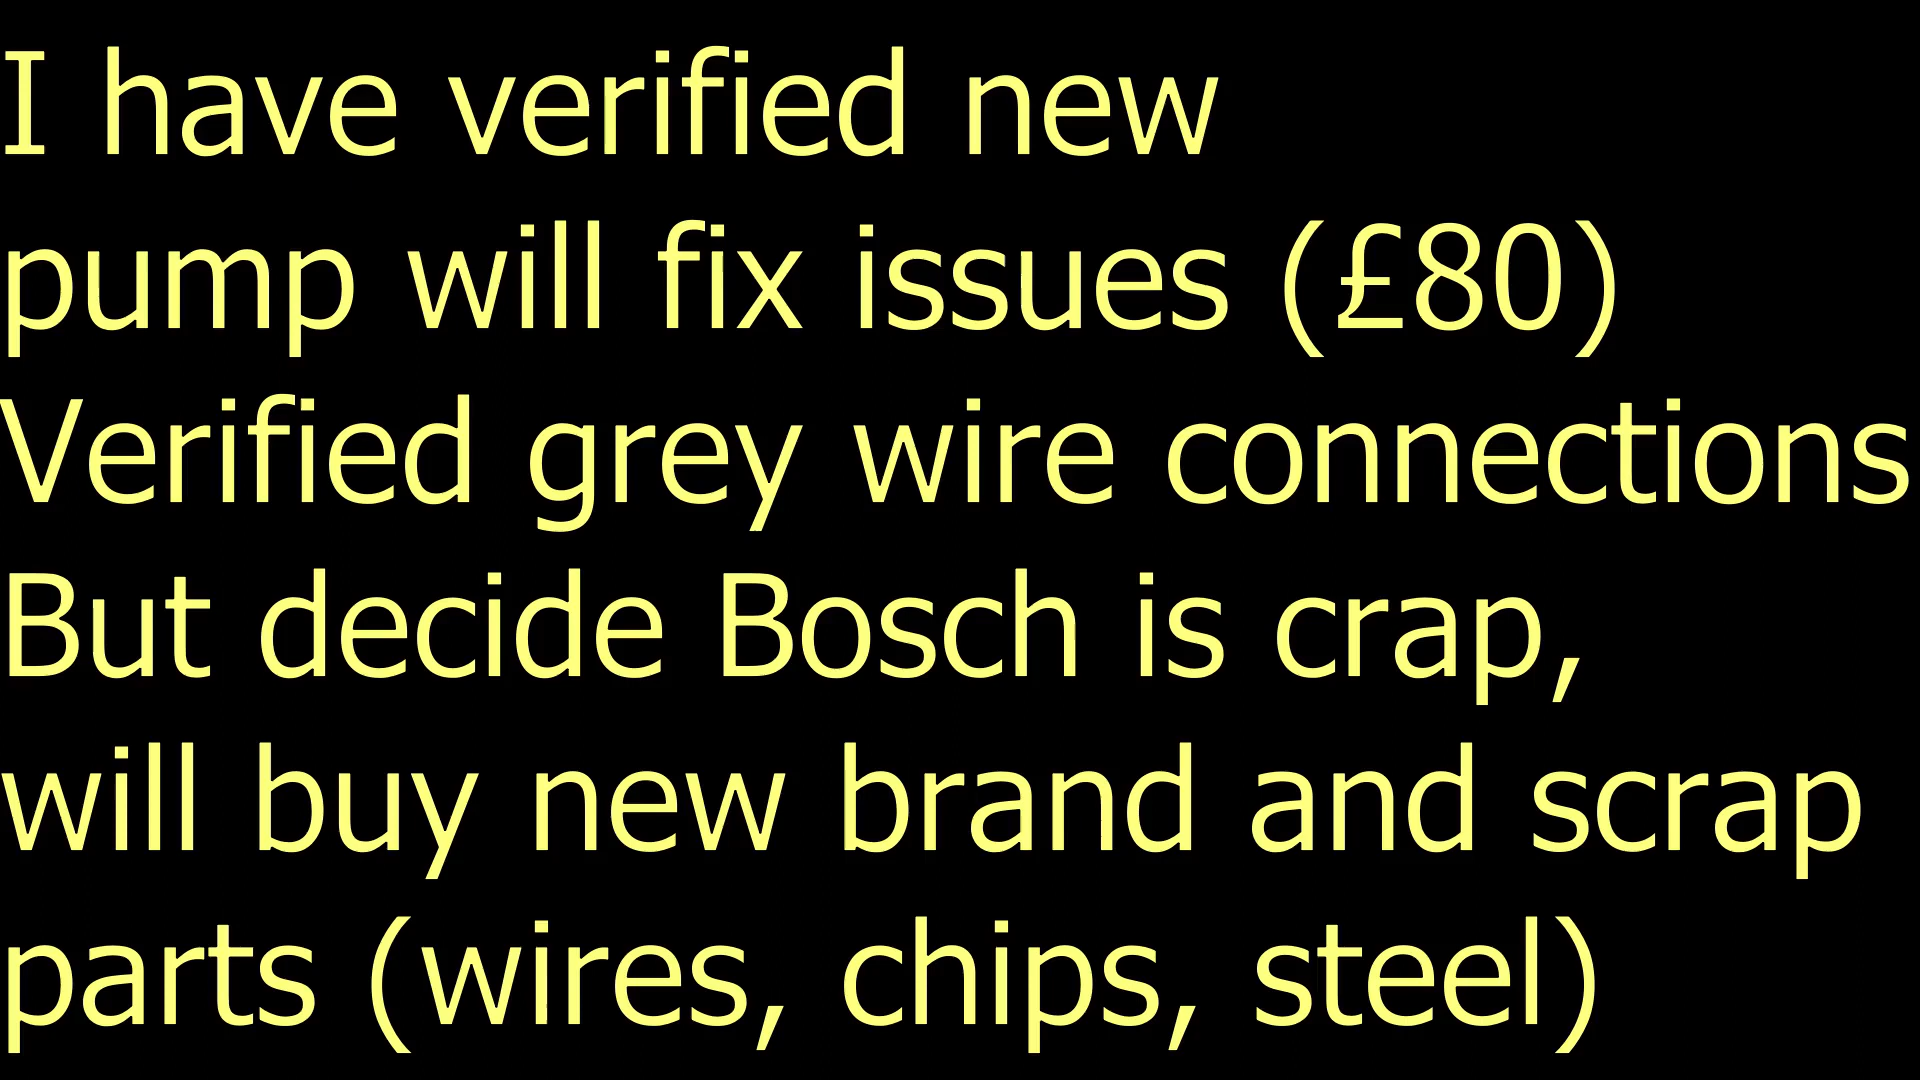 I have verified new
pump will fix issues (£80)
Verified grey wire connections
But decide Bosch is crap,
will buy new brand and scrap
parts (wires, chips, steel)